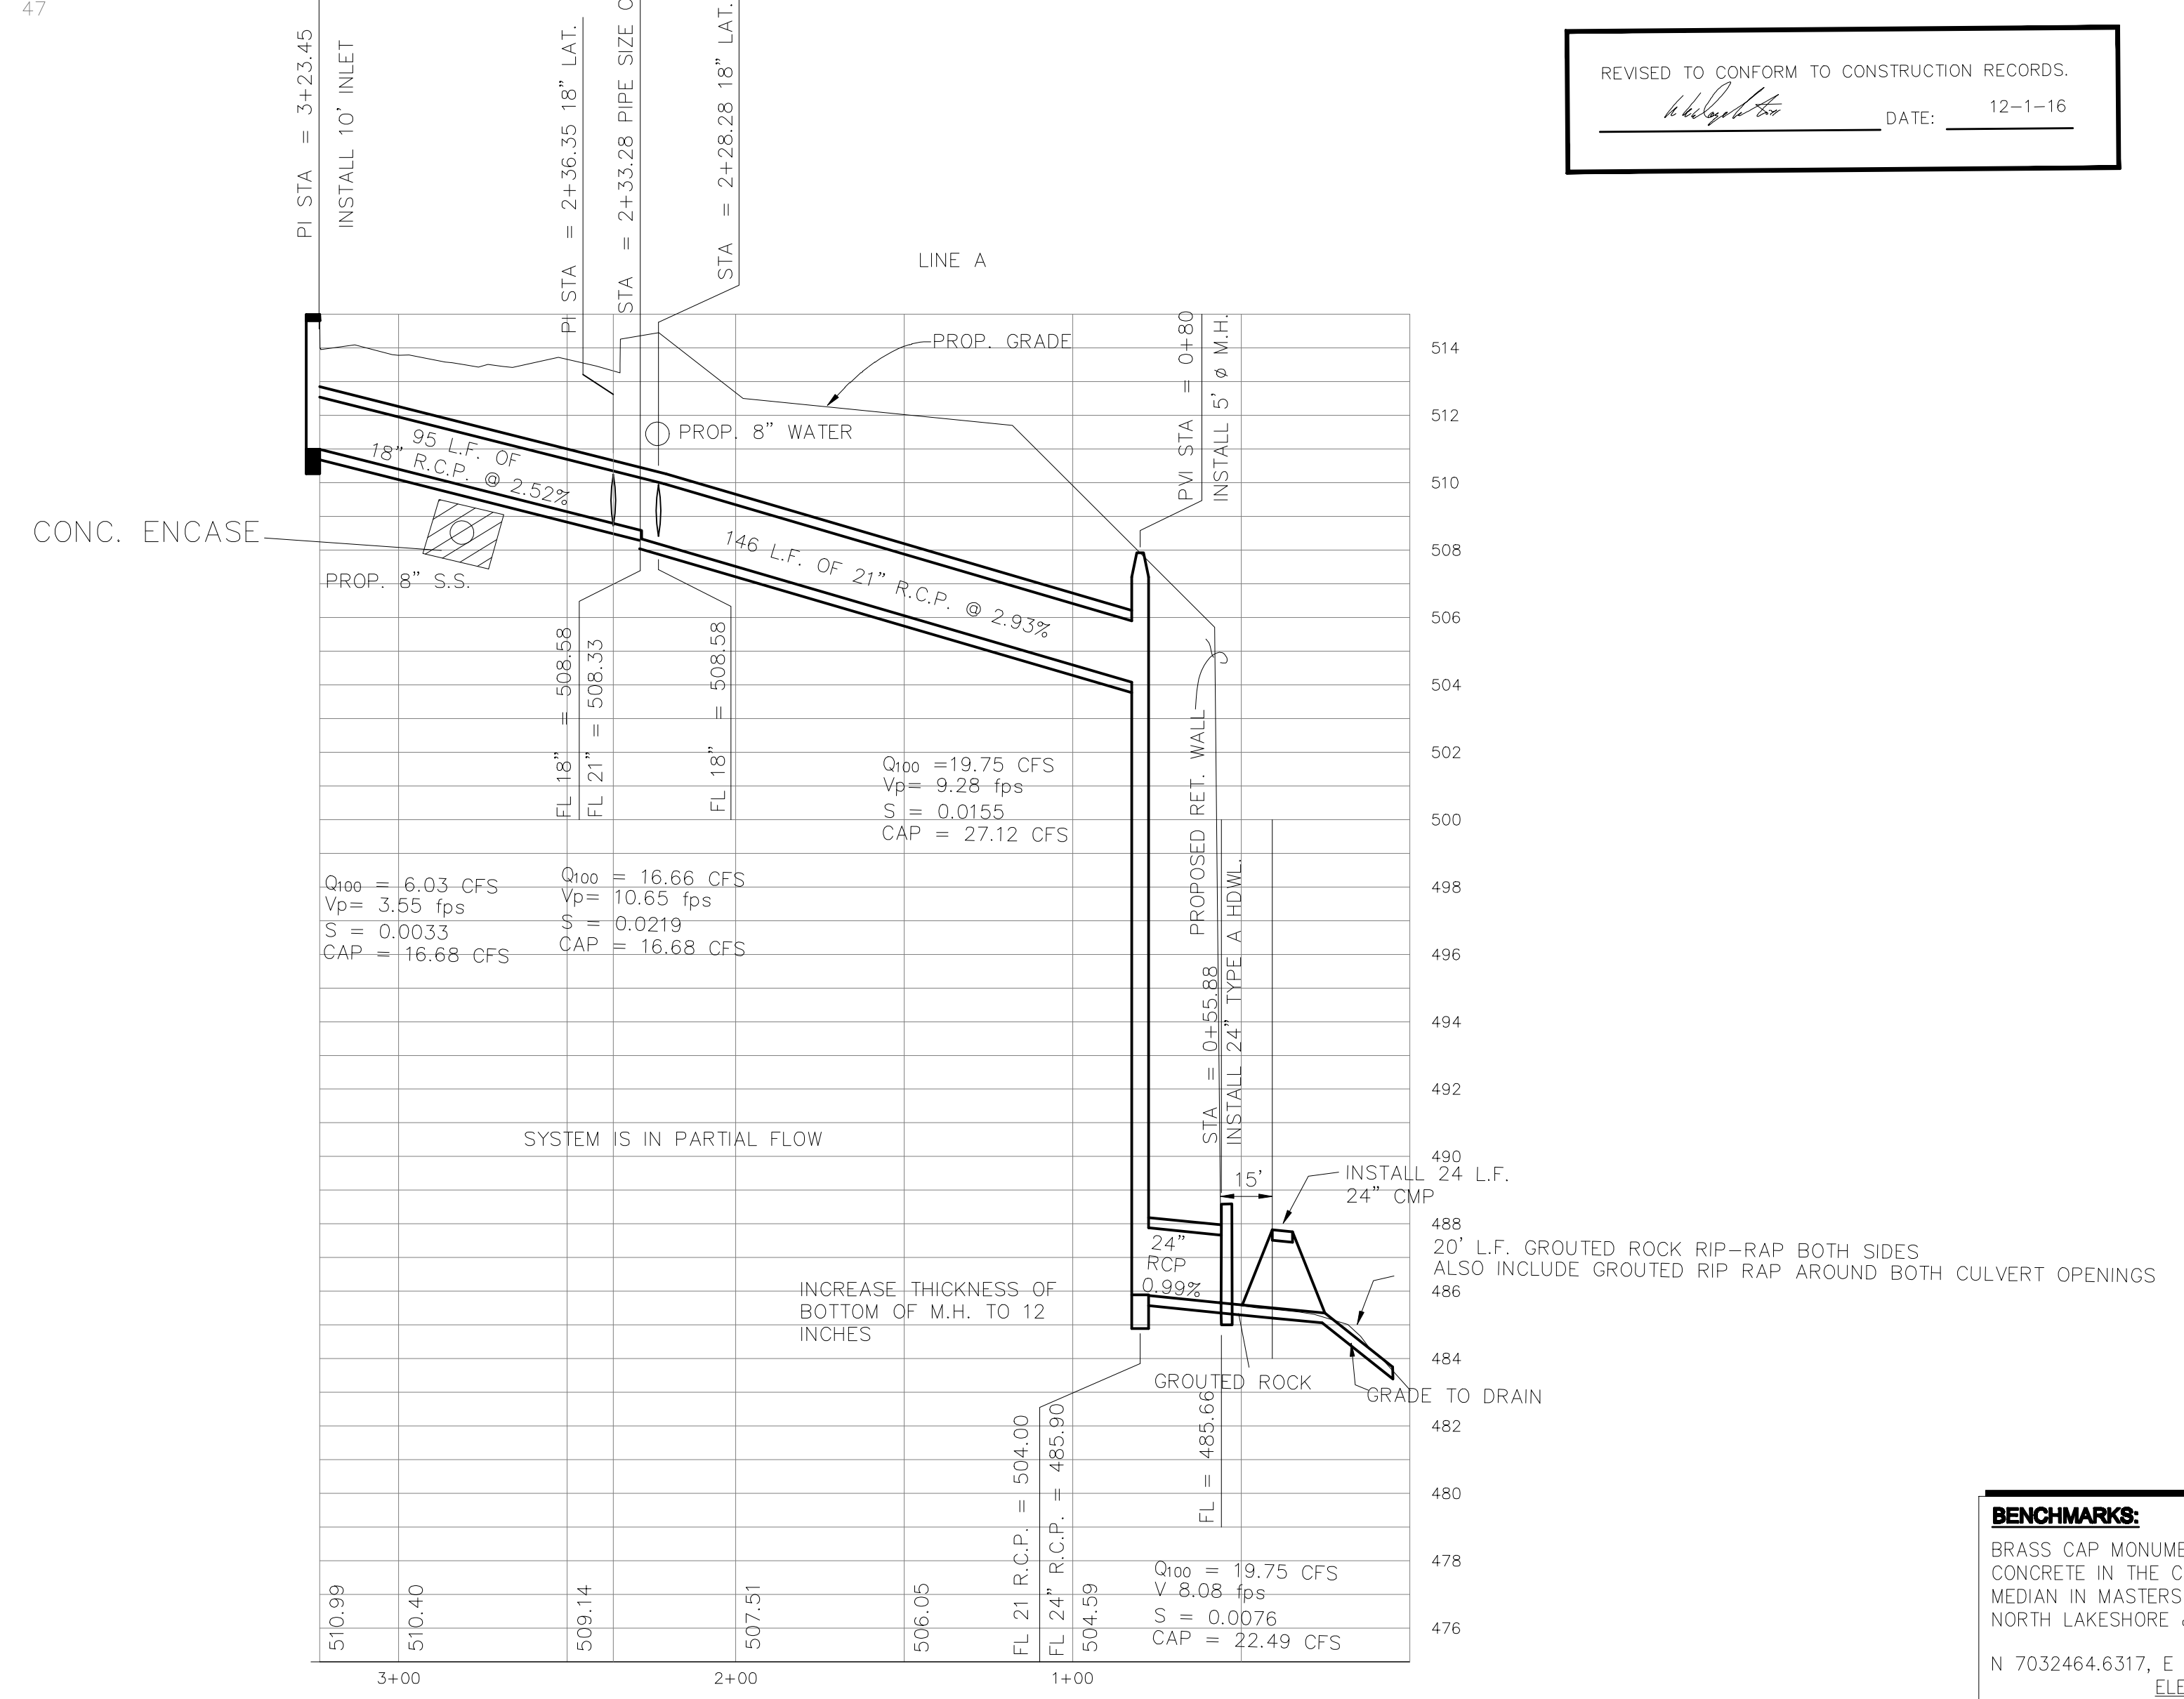 47
PI STA = 3+23.45
INSTALL 10' INLET
PI STA = 2+36.35 18" LAT.
STA = 2+33.28 PIPE SIZE
STA = 2+28.28 18" LAT.
REVISED TO CONFORM TO CONSTRUCTION RECORDS.
DATE: 12-1-16
LINE A
PROP. GRADE
PVI STA = 0+80
INSTALL 5' ø M.H.
514
512
510
508
506
504
502
500
498
496
494
492
490
488
486
484
482
480
478
476
95 L.F. OF
18" R.C.P. @ 2.52%
PROP. 8" WATER
146 L.F. OF 21" R.C.P. @ 2.93%
CONC. ENCASE
PROP. 8" S.S.
FL 18" = 508.58
FL 21" = 508.33
FL 18" = 508.58
Q100 =19.75 CFS
Vp= 9.28 fps
S = 0.0155
CAP = 27.12 CFS
PROPOSED RET. WALL
Q100 = 6.03 CFS
Vp= 3.55 fps
S = 0.0033
CAP = 16.68 CFS
Q100 = 16.66 CFS
Vp= 10.65 fps
S = 0.0219
CAP = 16.68 CFS
STA = 0+55.88
INSTALL 24" TYPE A HDWL.
SYSTEM IS IN PARTIAL FLOW
15'
INSTALL 24 L.F.
24" CMP
20' L.F. GROUTED ROCK RIP-RAP BOTH SIDES
ALSO INCLUDE GROUTED RIP RAP AROUND BOTH CULVERT OPENINGS
24"
RCP
0.99%
INCREASE THICKNESS OF
BOTTOM OF M.H. TO 12
INCHES
GROUTED ROCK
GRADE TO DRAIN
FL 21 R.C.P. = 504.00
FL 24" R.C.P. = 485.90
FL = 485.66
Q100 = 19.75 CFS
V 8.08 fps
S = 0.0076
CAP = 22.49 CFS
510.99
510.40
509.14
507.51
506.05
504.59
3+00
2+00
1+00
BENCHMARKS:
BRASS CAP
CONCRETE IN THE
MEDIAN IN MASTERS
NORTH LAKESHORE
N 7032464.6317, E